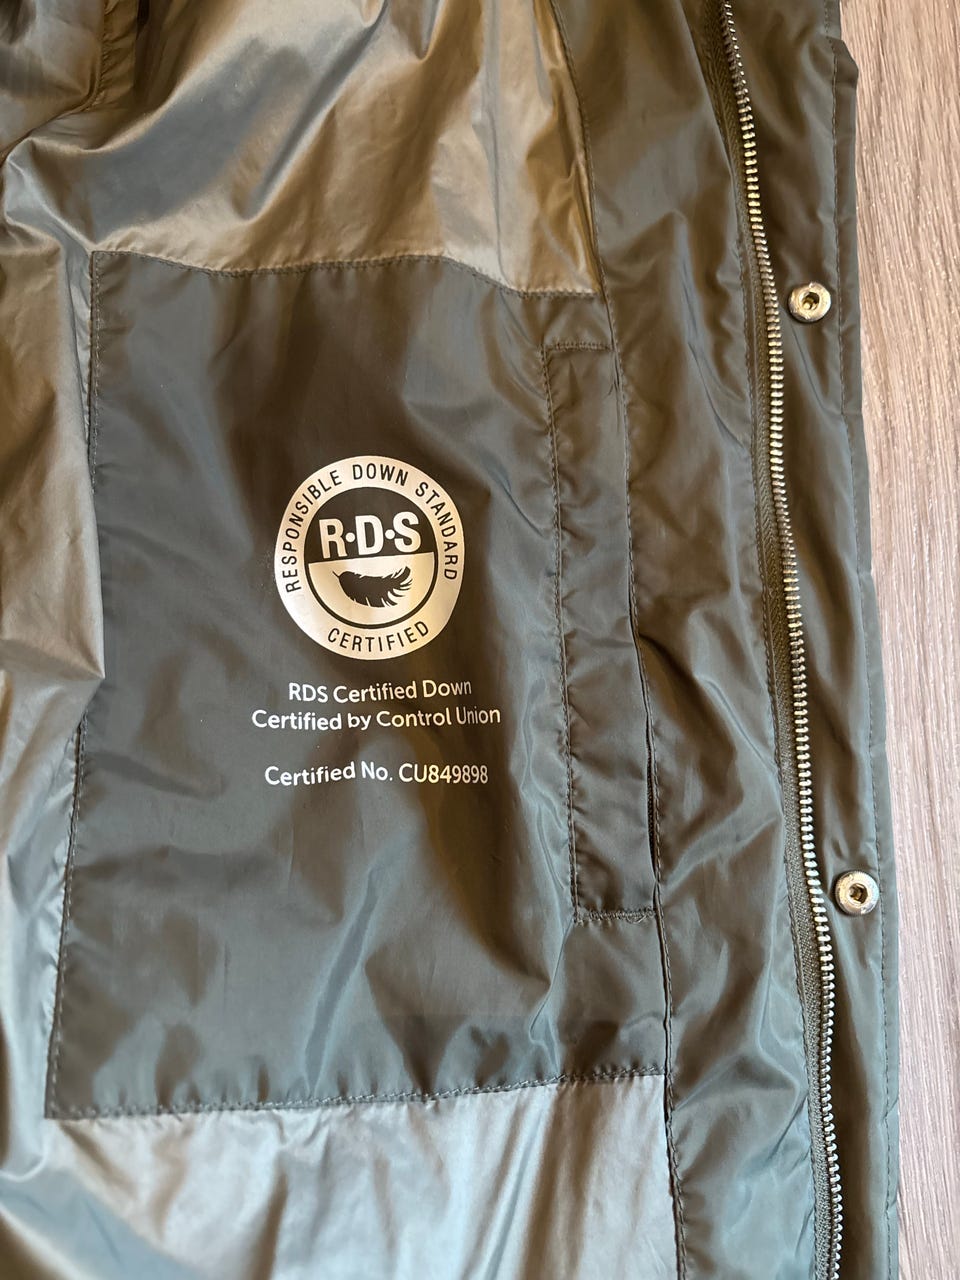 RESPONSIBLE DOWN STANDARD
R·D·S
CERTIFIED
RDS Certified Down
Certified by Control Union
Certified No. CU849898